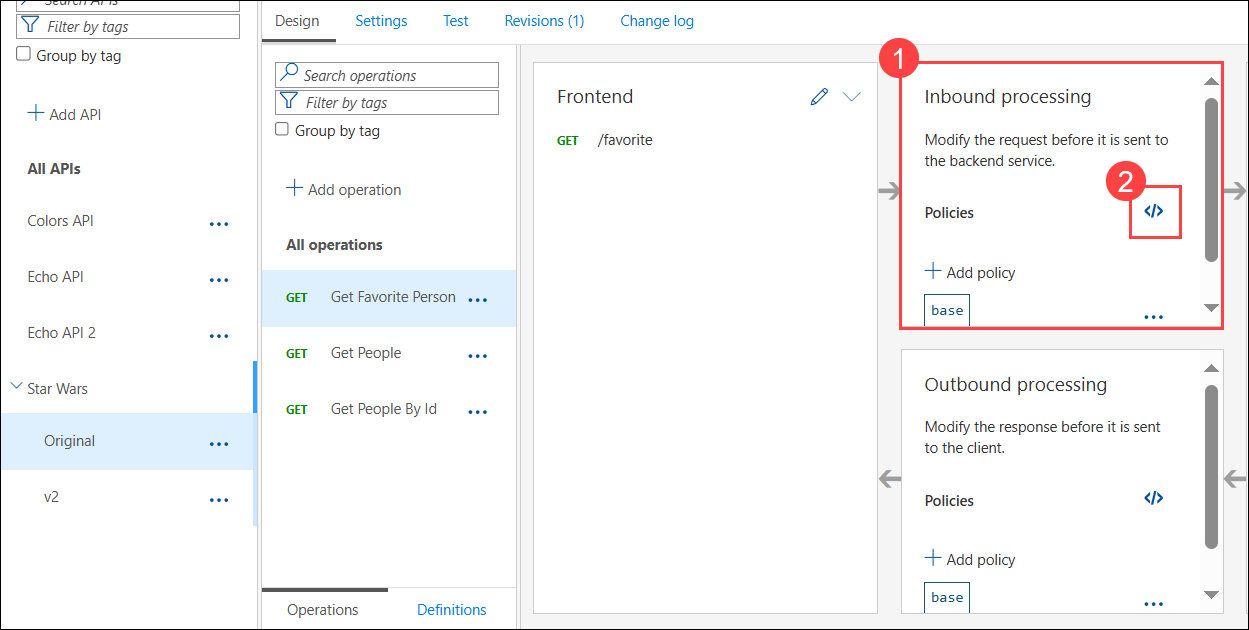 Search APIs
Filter by tags
Group by tag
Add API
All APIs
Colors API
Echo API
Echo API 2
Star Wars
Original
v2
Design
Settings
Test
Revisions (1)
Change log
Search operations
Filter by tags
Group by tag
Add operation
All operations
GET Get Favorite Person
GET Get People
GET Get People By Id
Operations
Definitions
Frontend
GET /favorite
1
Inbound processing
Modify the request before it is sent to
the backend service.
2
Policies </>
Add policy
base
Outbound processing
Modify the response before it is sent
to the client.
Policies </>
Add policy
base